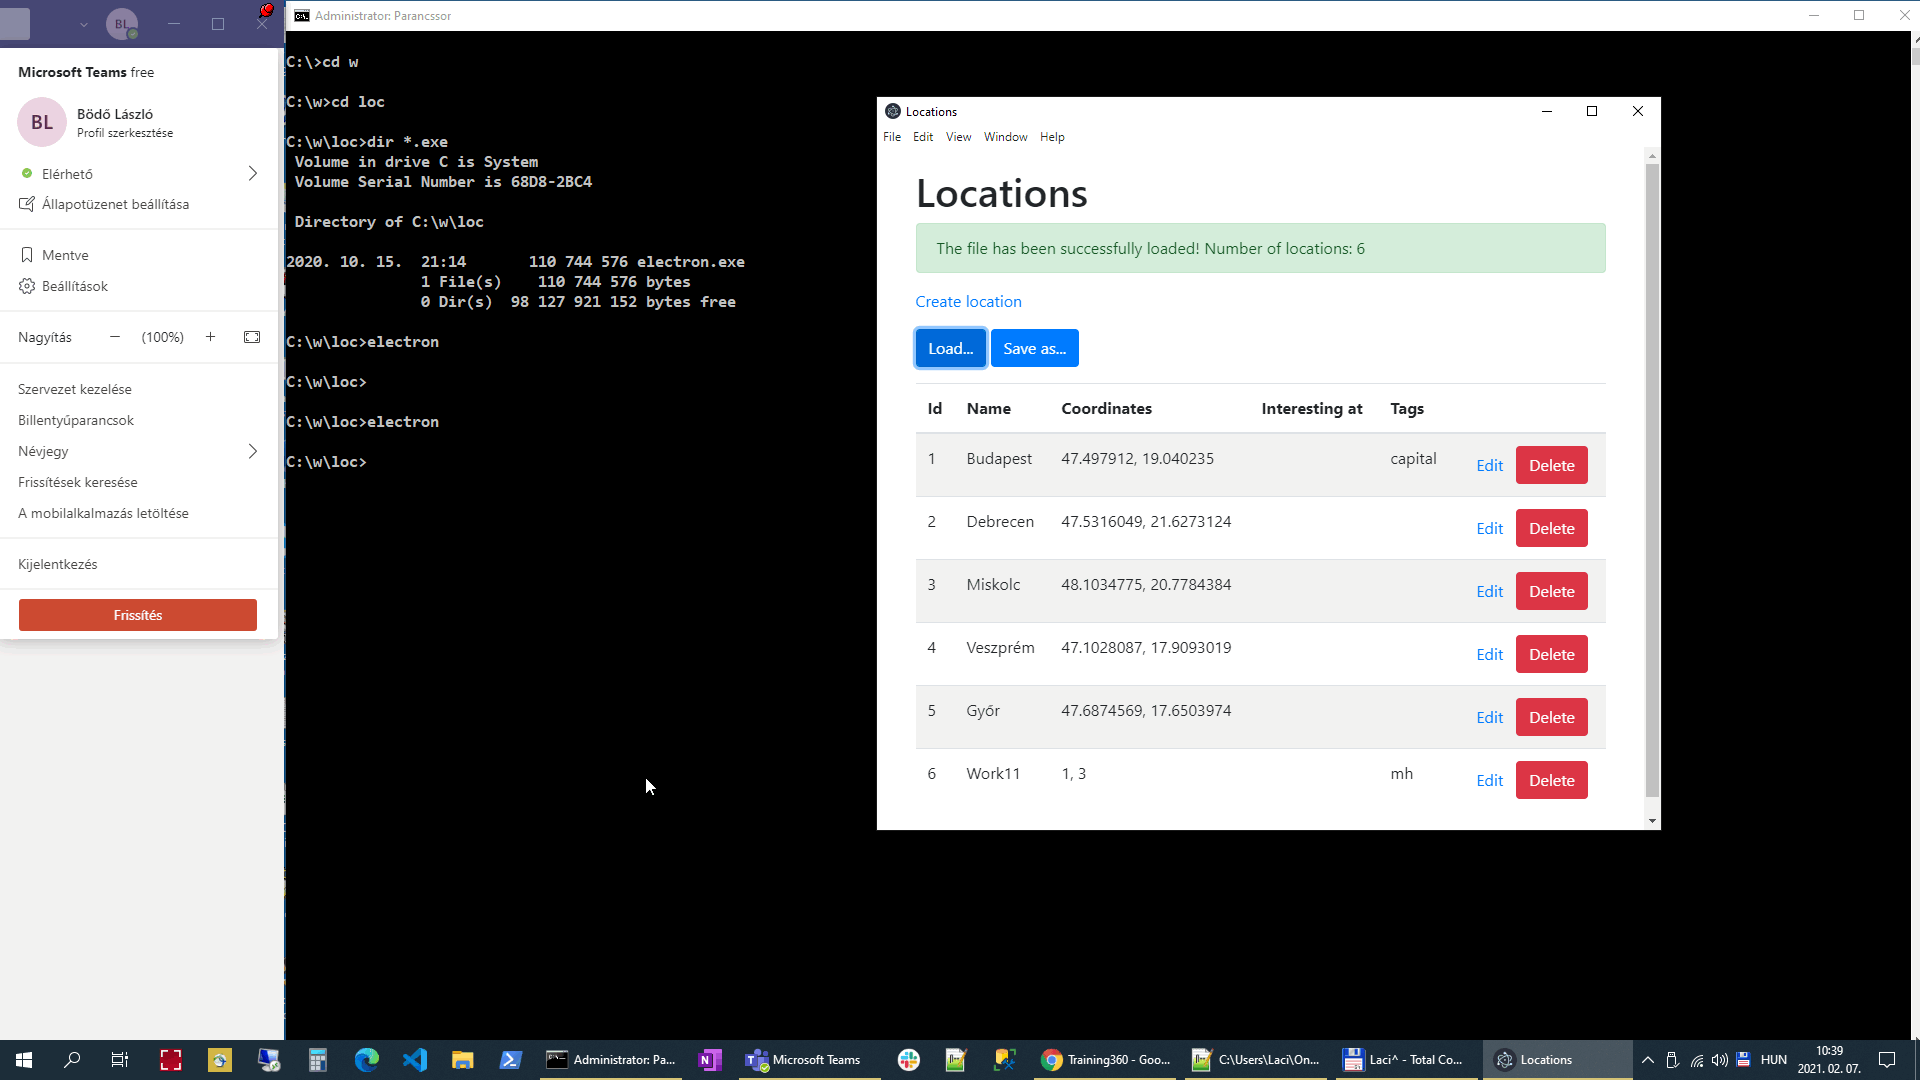 BL
Microsoft Teams free
BL
Bödő László
Profil szerkesztése
Elérhető
Állapotüzenet beállítása
Mentve
Beállítások
Nagyítás
(100%)
Szervezet kezelése
Billentyűparancsok
Névjegy
Frissítések keresése
A mobilalkalmazás letöltése
Kijelentkezés
Frissítés
Administrator: Parancssor
C:\>cd w
C:\w>cd loc
C:\w\loc>dir *.exe
Volume in drive C is System
Volume Serial Number is 68D8-2BC4
Directory of C:\w\loc
2020. 10. 15. 21:14 110 744 576 electron.exe
1 File(s) 110 744 576 bytes
0 Dir(s) 98 127 921 152 bytes free
C:\w\loc>electron
C:\w\loc>
C:\w\loc>electron
C:\w\loc>
Locations
File Edit View Window Help
Locations
The file has been successfully loaded! Number of locations: 6
Create location
Load... Save as...
Id Name Coordinates Interesting at Tags
1 Budapest 47.497912, 19.040235 capital Edit Delete
2 Debrecen 47.5316049, 21.6273124 Edit Delete
3 Miskolc 48.1034775, 20.7784384 Edit Delete
4 Veszprém 47.1028087, 17.9093019 Edit Delete
5 Győr 47.6874569, 17.6503974 Edit Delete
6 Work11 1, 3 mh Edit Delete
Administrator: Pa...
Microsoft Teams
Training360 - Goo...
C:\Users\Laci\On...
Laci^ - Total Co...
Locations
HUN
10:39
2021. 02. 07.